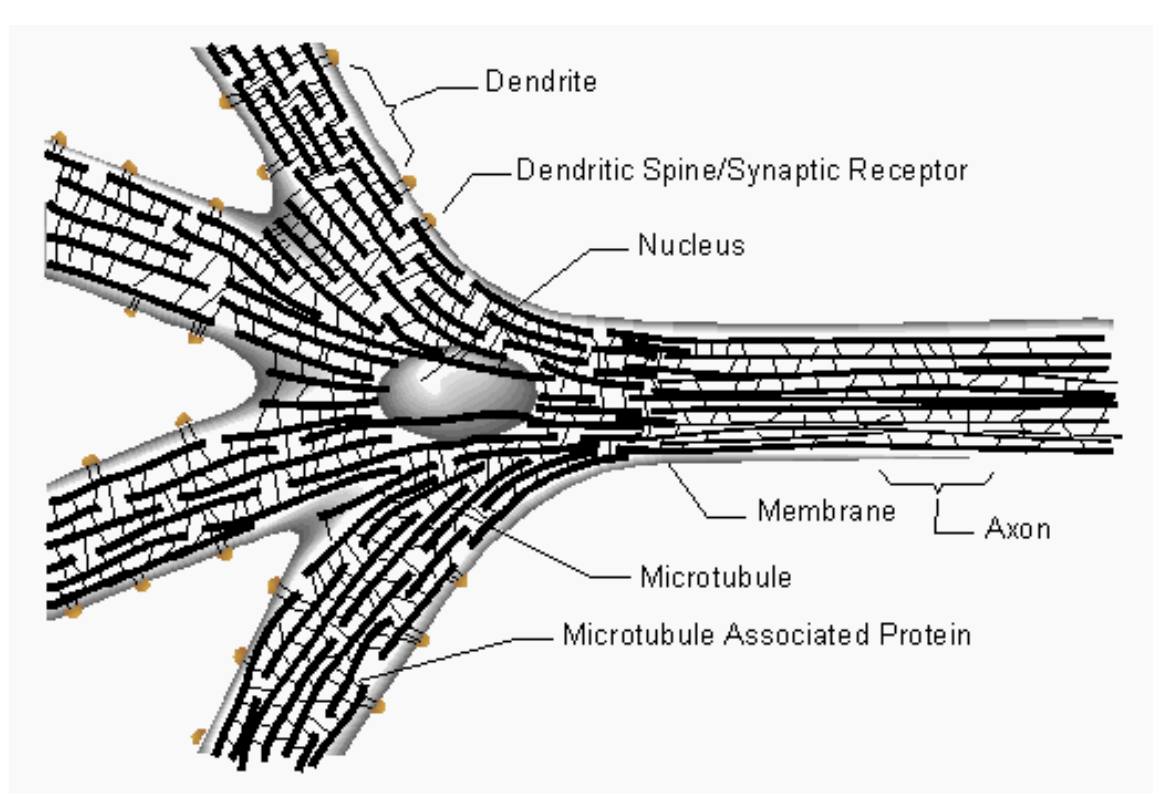 Dendrite
Dendritic Spine/Synaptic Receptor
Nucleus
Membrane
Axon
Microtubule
Microtubule Associated Protein